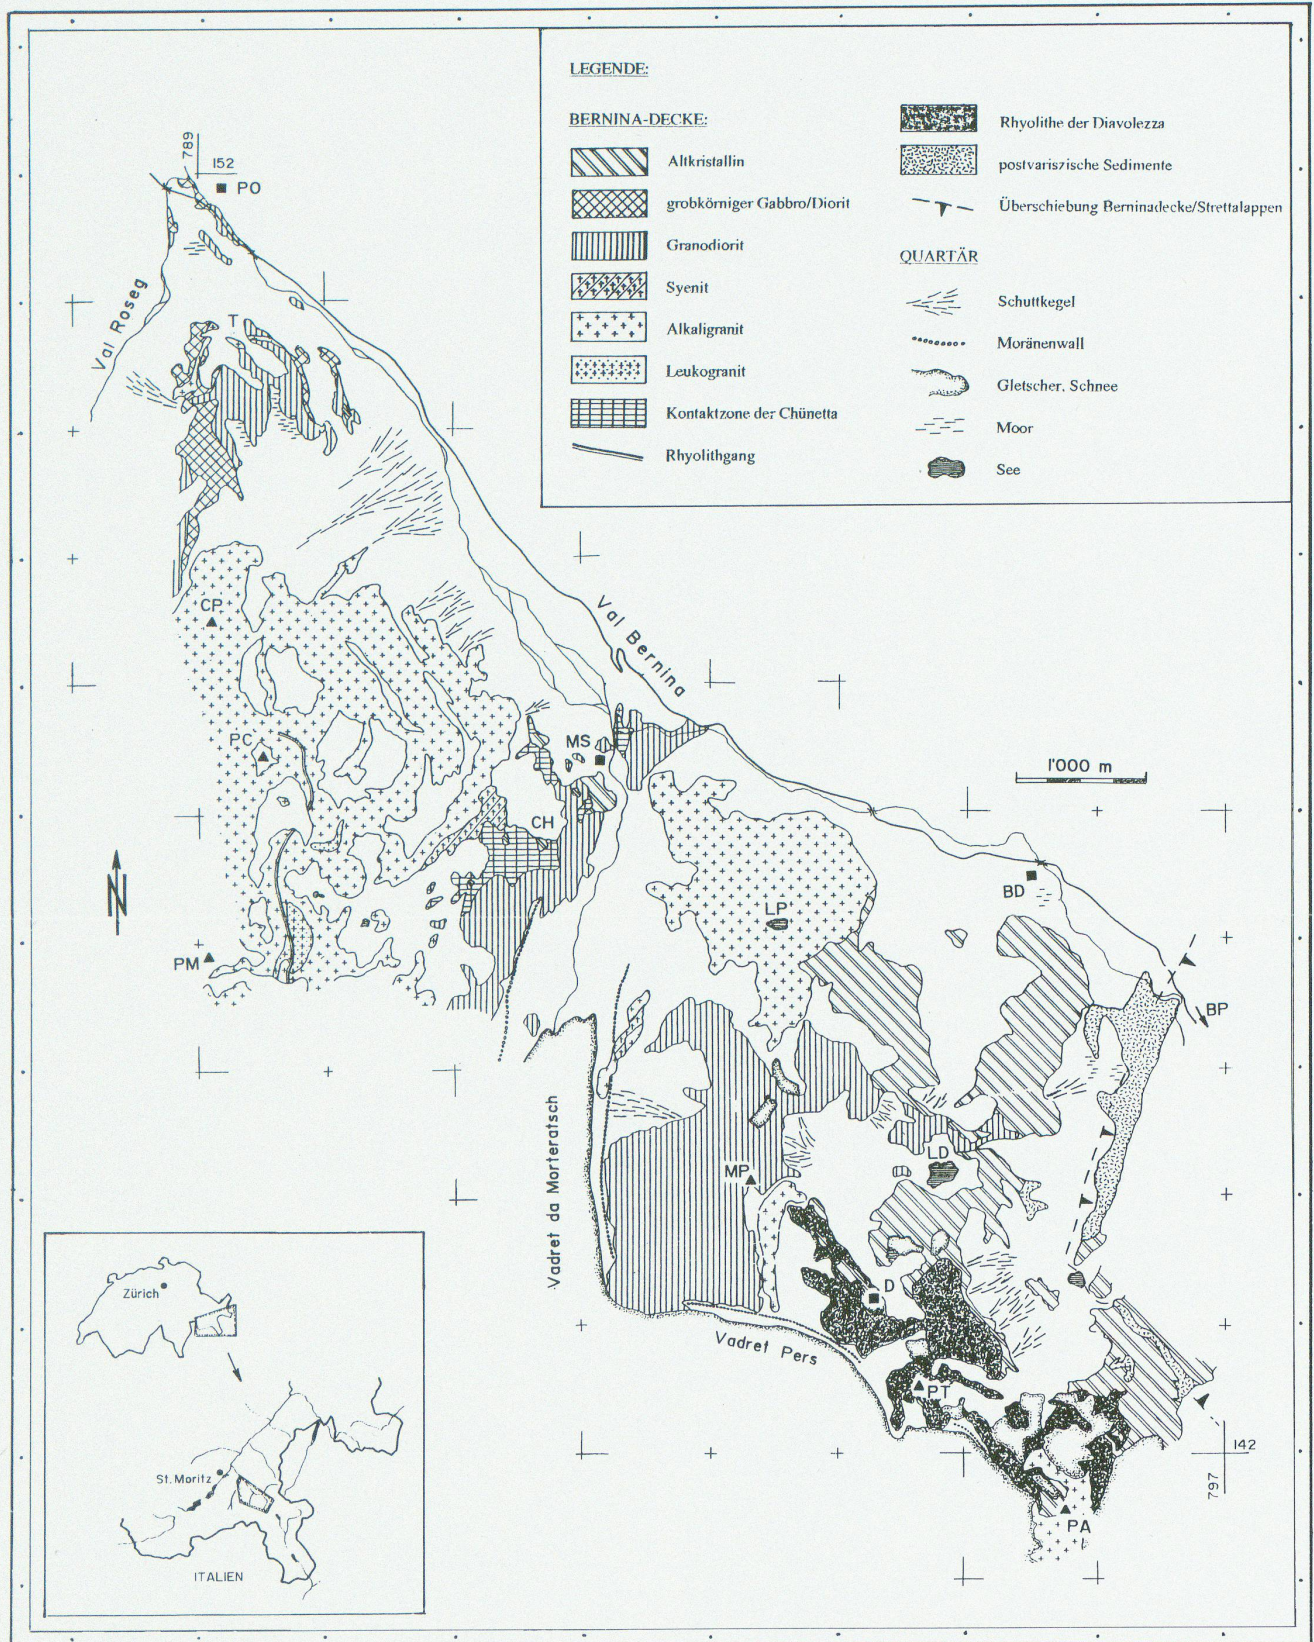 LEGENDE:
BERNINA-DECKE:
Altkristallin
grobkörniger Gabbro/Diorit
Granodiorit
Syenit
Alkaligranit
Leukogranit
Kontaktzone der Chünetta
Rhyolithgang
Rhyolithe der Diavolezza
postvariszische Sedimente
Überschiebung Berninadecke/Strettalappen
QUARTÄR
Schuttkegel
Moränenwall
Gletscher, Schnee
Moor
See
789
152
PO
Val Roseg
T
CP
Val Bernina
PC
MS
1'000 m
CH
BD
LP
N
PM
BP
Vadret da Morteratsch
LD
MP
D
Vadret Pers
PT
142
797
PA
Zürich
St. Moritz
ITALIEN